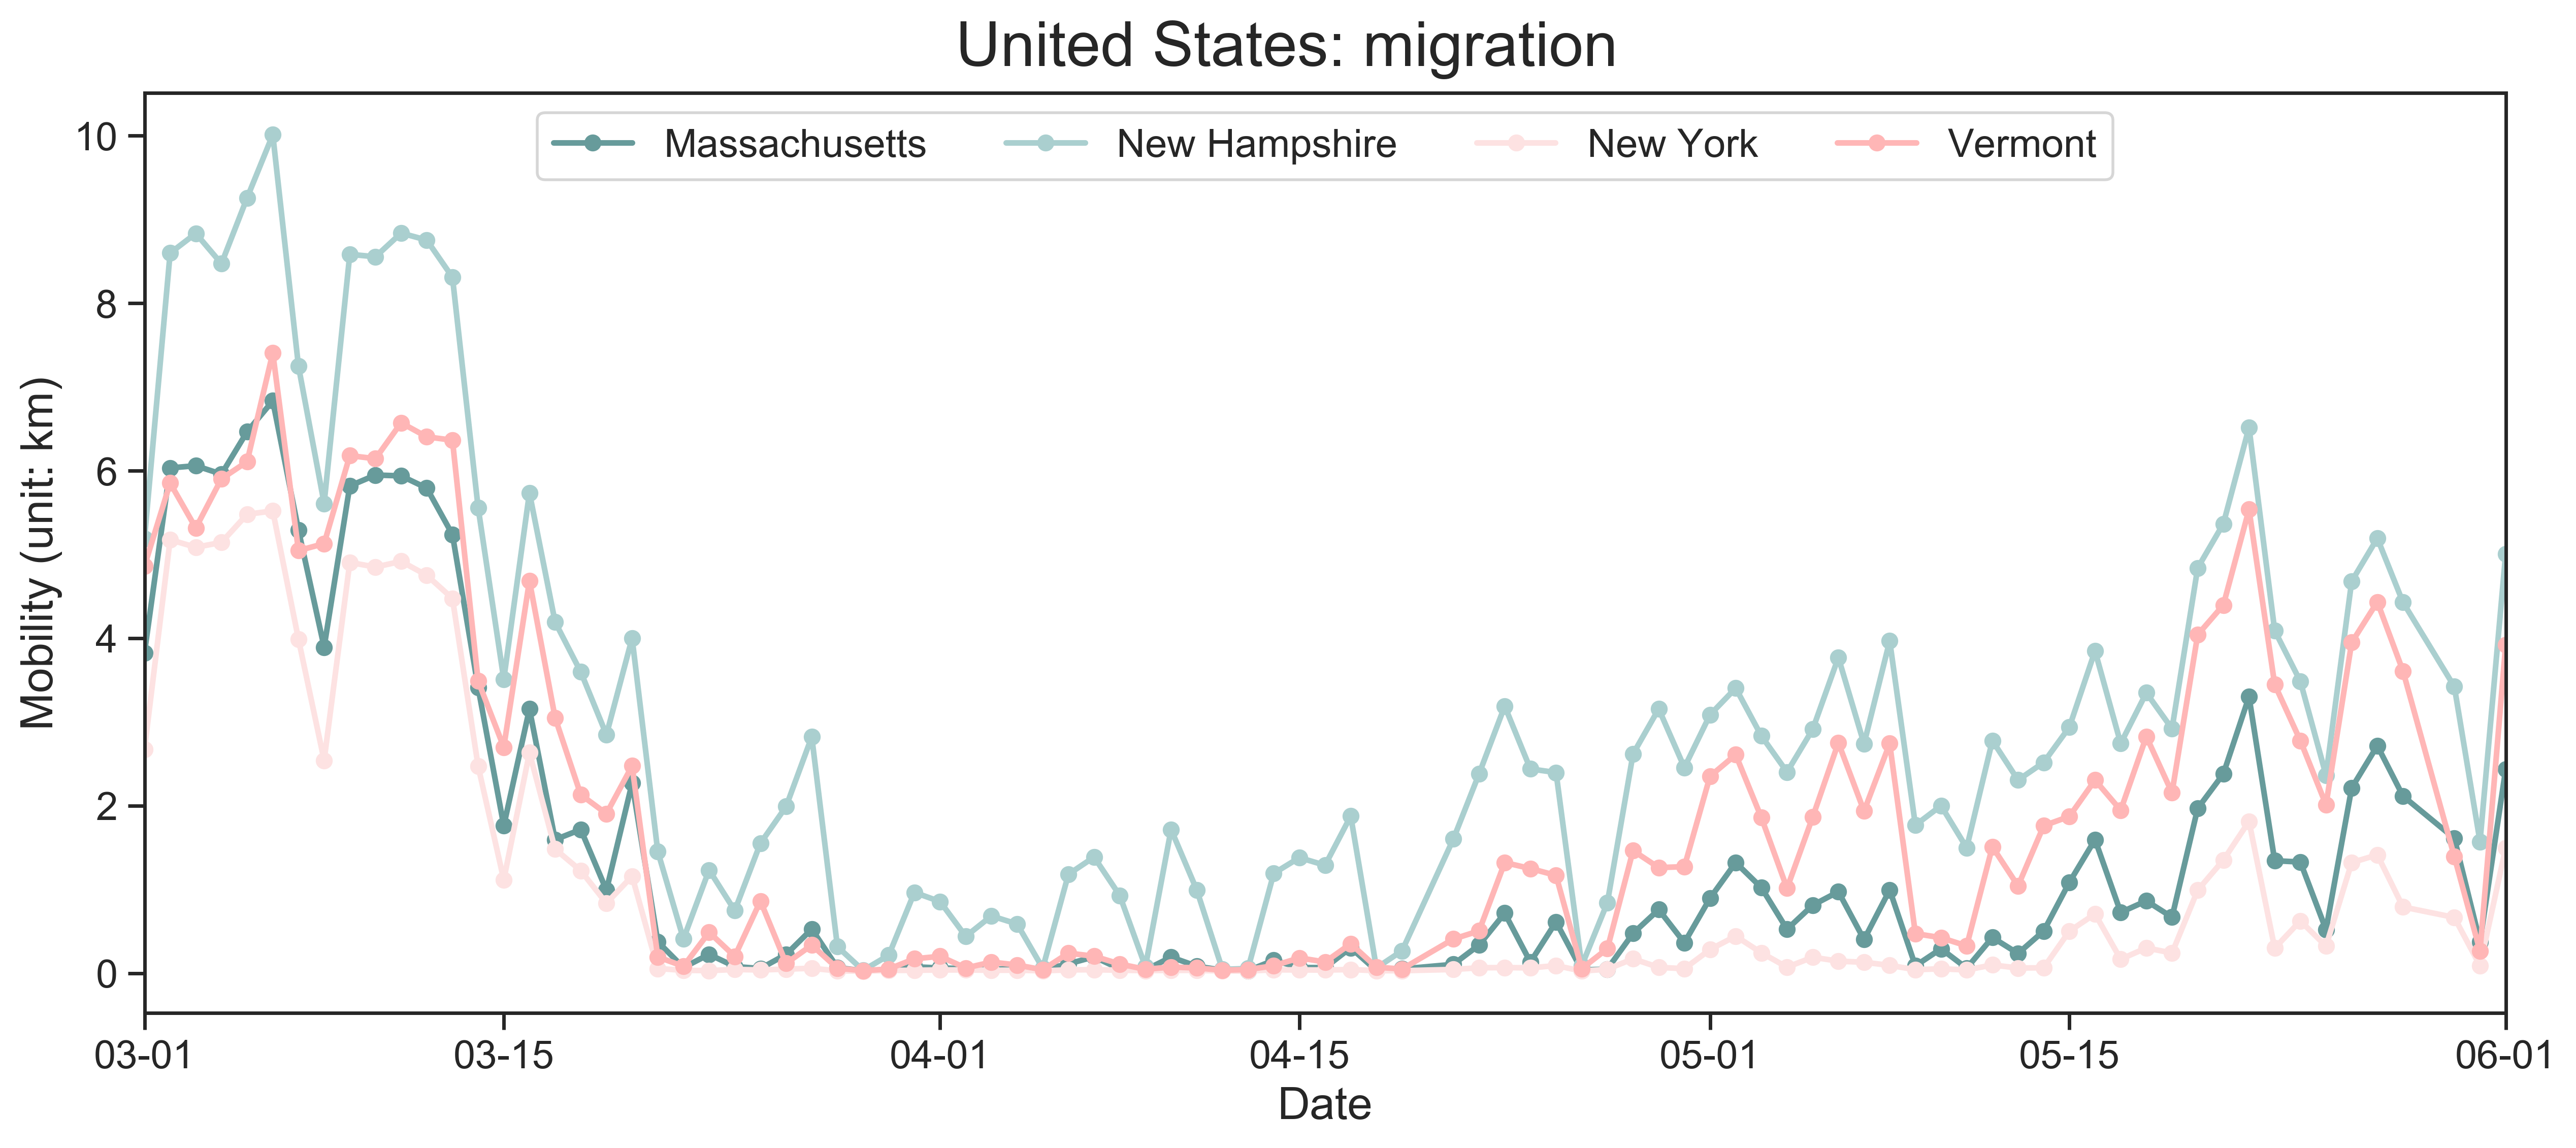 United States: migration
Massachusetts New Hampshire New York Vermont
10
8
6
4
2
0
Mobility (unit: km)
03-01 03-15 04-01 04-15 05-01 05-15 06-01
Date